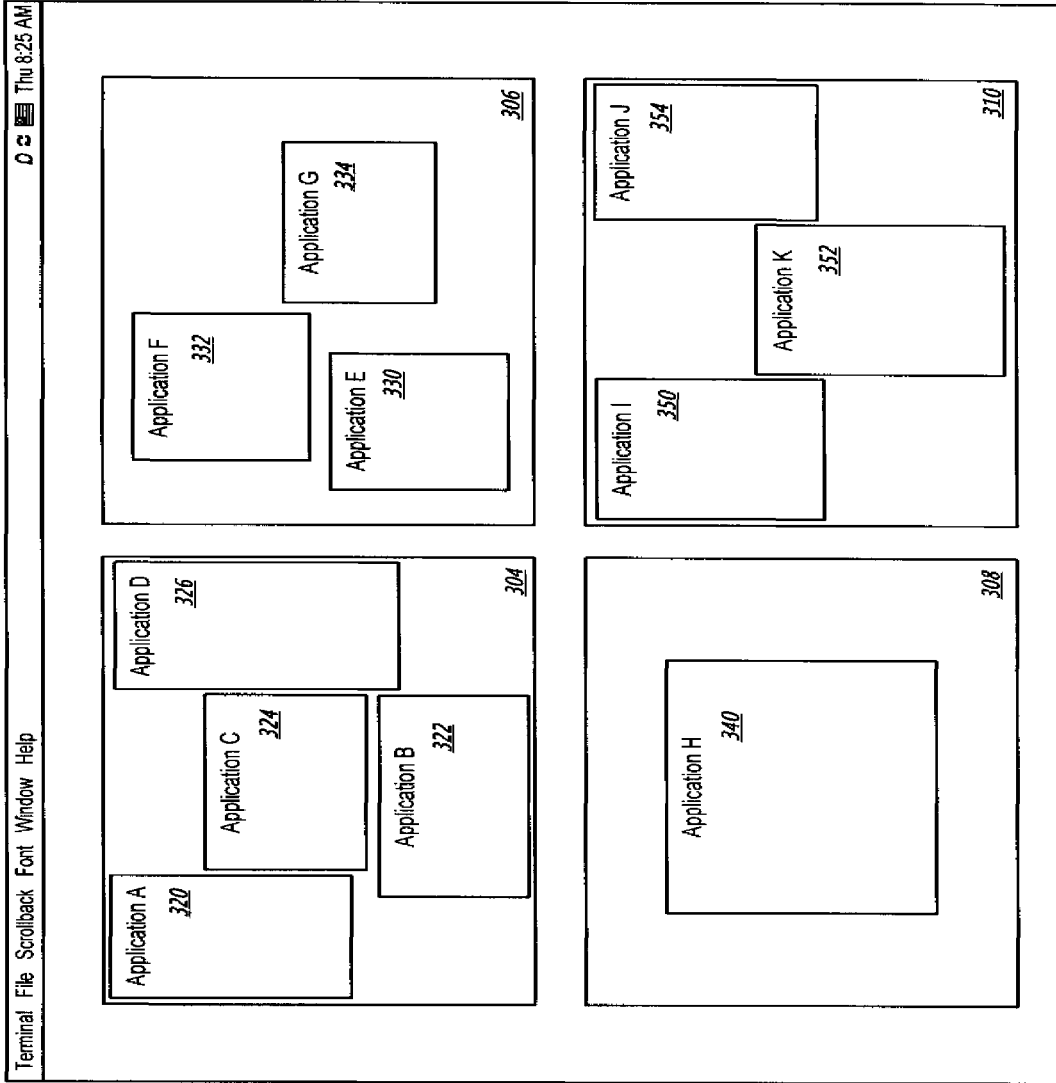 Terminal File Scrollback Font Window Help
Thu 8:25 AM
Application A
320
Application C
324
Application D
326
Application B
322
304
Application F
332
Application G
334
Application E
330
306
Application H
340
308
Application I
350
Application K
352
Application J
354
310